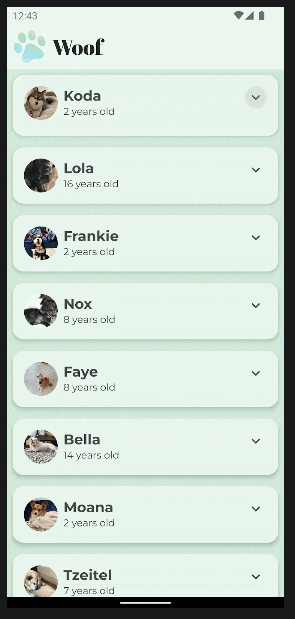 12:43
Woof
Koda
2 years old
Lola
16 years old
Frankie
2 years old
Nox
8 years old
Faye
8 years old
Bella
14 years old
Moana
2 years old
Tzeitel
7 years old